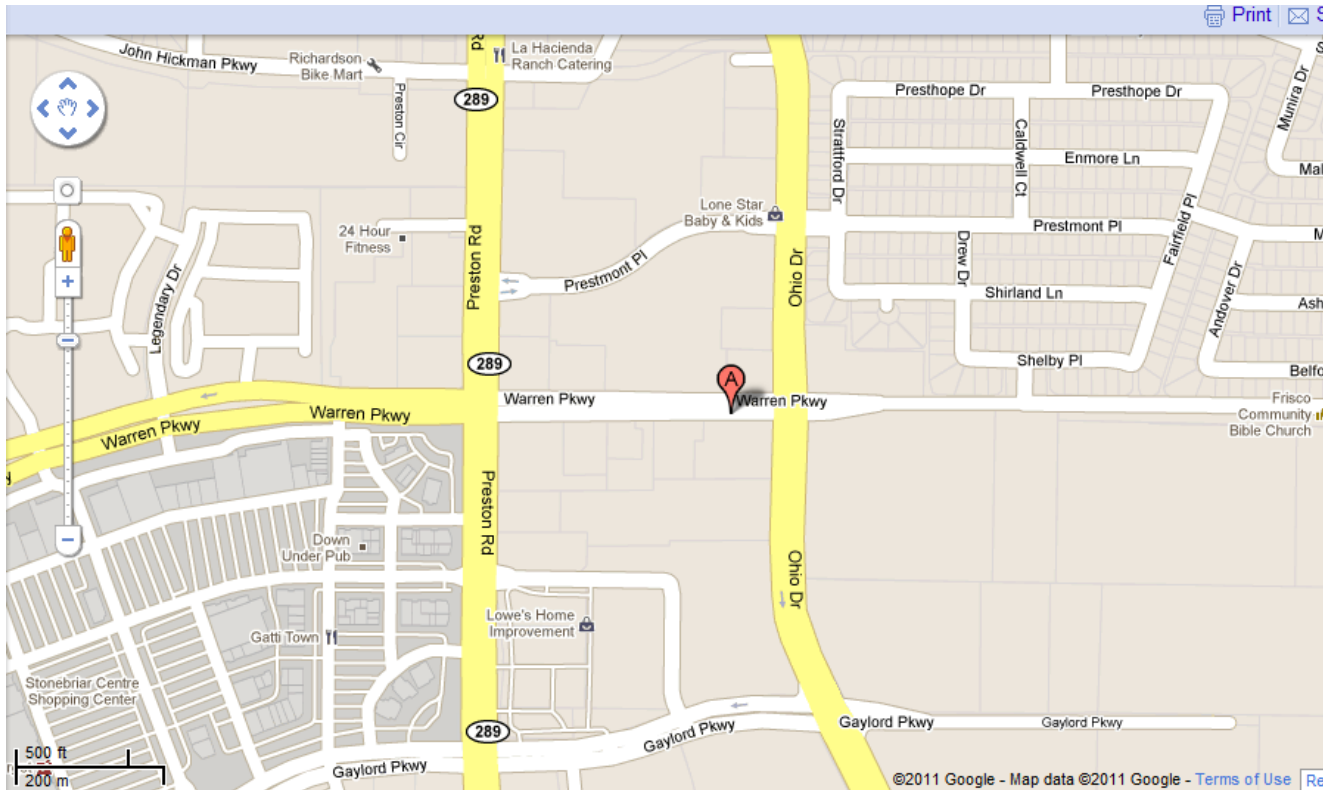 Print
John Hickman Pkwy
Richardson
Bike Mart
Rd
La Hacienda
Ranch Catering
Preston Cir
289
Presthope Dr
Presthope Dr
Munira Dr
Strattford Dr
Caldwell Ct
Enmore Ln
Lone Star
Baby & Kids
24 Hour
Fitness
Preston Rd
Prestmont Pl
Ohio Dr
Prestmont Pl
Drew Dr
Fairfield Pl
Andover Dr
Legendary Dr
Shirland Ln
289
Shelby Pl
A
Warren Pkwy
Warren Pkwy
Warren Pkwy
Warren Pkwy
Frisco
Community
Bible Church
Preston Rd
Down
Under Pub
Ohio Dr
Lowe's Home
Improvement
Gatti Town
Stonebriar Centre
Shopping Center
289
Gaylord Pkwy
Gaylord Pkwy
Gaylord Pkwy
Gaylord Pkwy
500 ft
200 m
©2011 Google - Map data ©2011 Google - Terms of Use